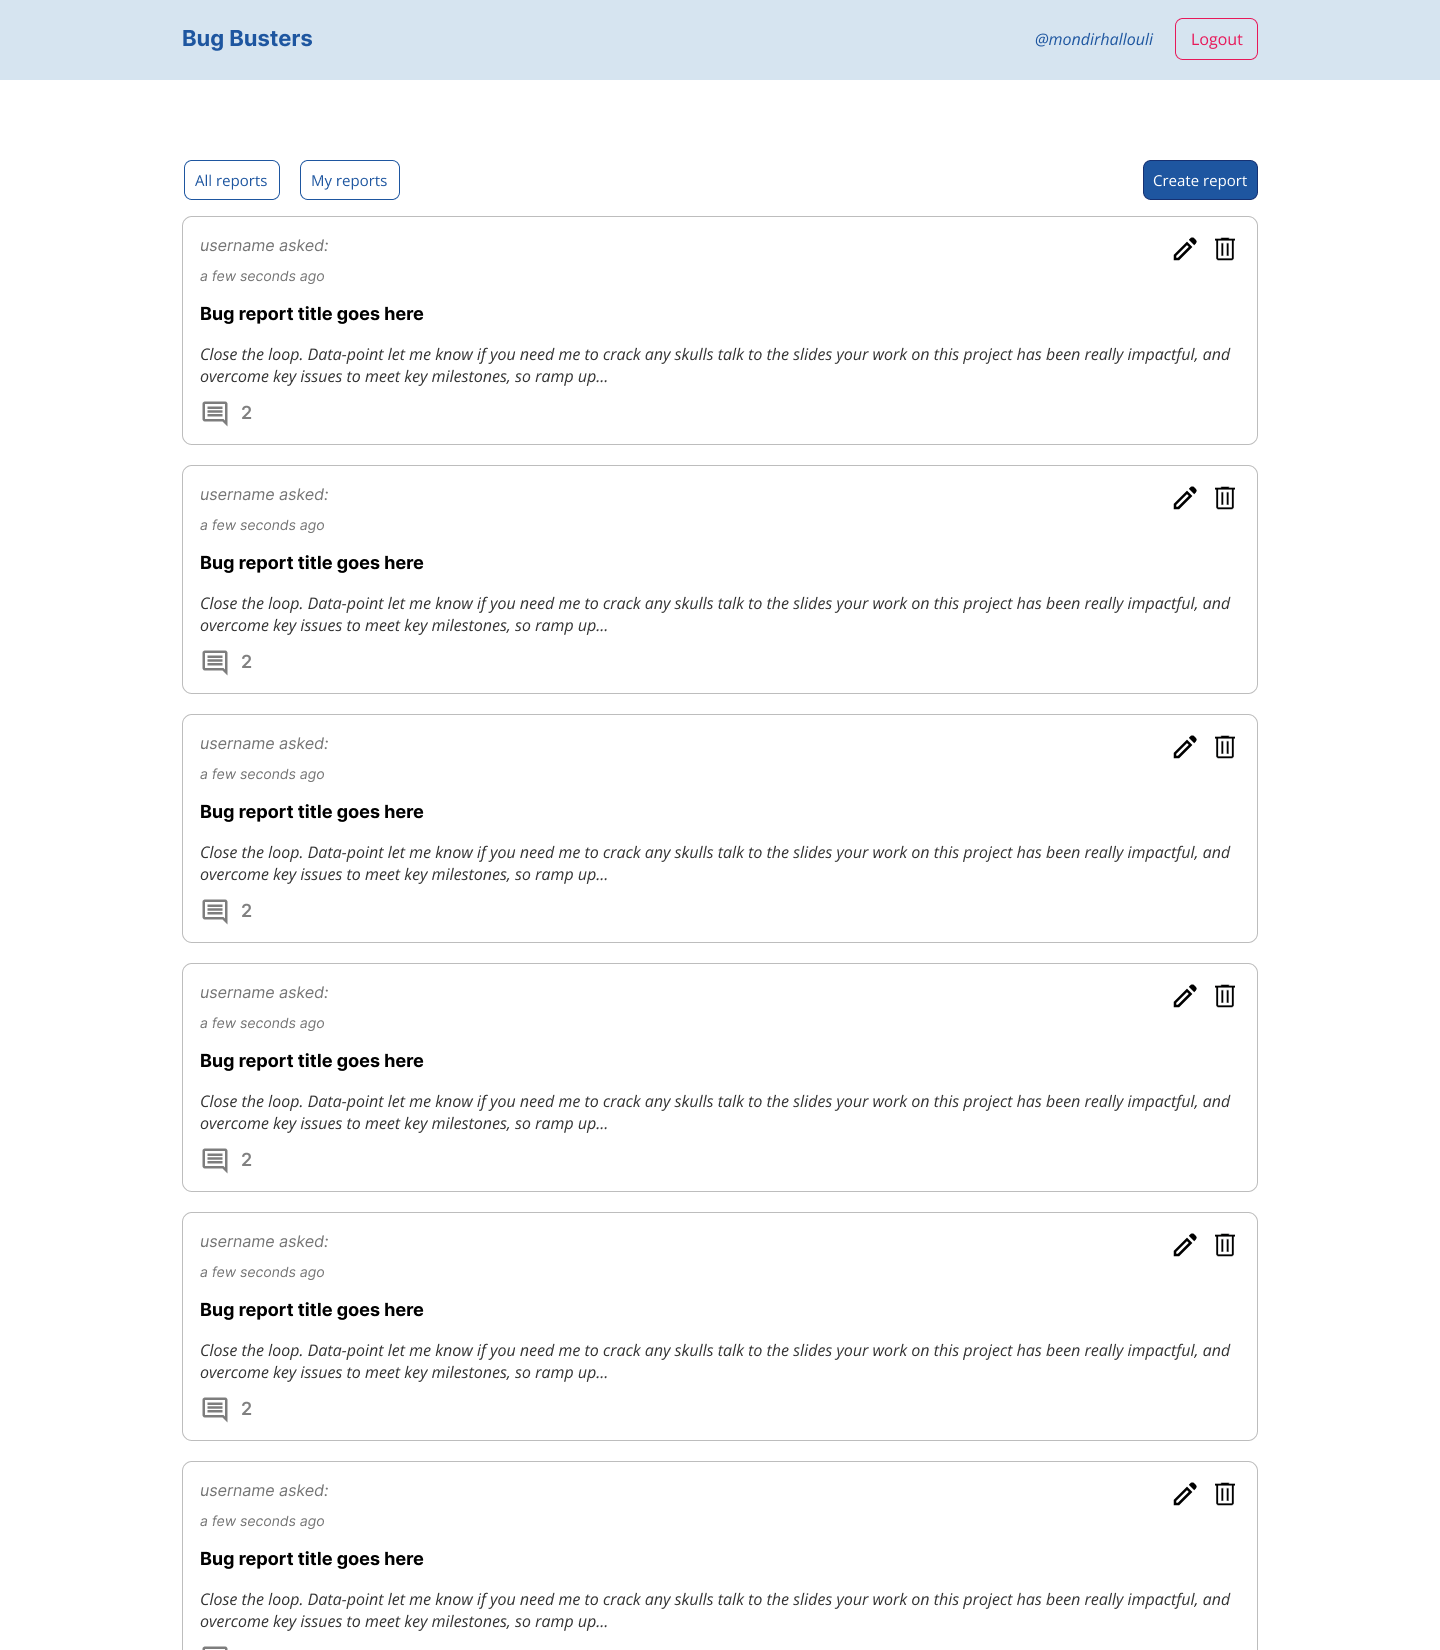 Bug Busters
@mondirhallouli
Logout
All reports
My reports
Create report
username asked:
a few seconds ago
Bug report title goes here
Close the loop. Data-point let me know if you need me to crack any skulls talk to the slides your work on this project has been really impactful, and
overcome key issues to meet key milestones, so ramp up...
2
username asked:
a few seconds ago
Bug report title goes here
Close the loop. Data-point let me know if you need me to crack any skulls talk to the slides your work on this project has been really impactful, and
overcome key issues to meet key milestones, so ramp up...
2
username asked:
a few seconds ago
Bug report title goes here
Close the loop. Data-point let me know if you need me to crack any skulls talk to the slides your work on this project has been really impactful, and
overcome key issues to meet key milestones, so ramp up...
2
username asked:
a few seconds ago
Bug report title goes here
Close the loop. Data-point let me know if you need me to crack any skulls talk to the slides your work on this project has been really impactful, and
overcome key issues to meet key milestones, so ramp up...
2
username asked:
a few seconds ago
Bug report title goes here
Close the loop. Data-point let me know if you need me to crack any skulls talk to the slides your work on this project has been really impactful, and
overcome key issues to meet key milestones, so ramp up...
2
username asked:
a few seconds ago
Bug report title goes here
Close the loop. Data-point let me know if you need me to crack any skulls talk to the slides your work on this project has been really impactful, and
overcome key issues to meet key milestones, so ramp up...